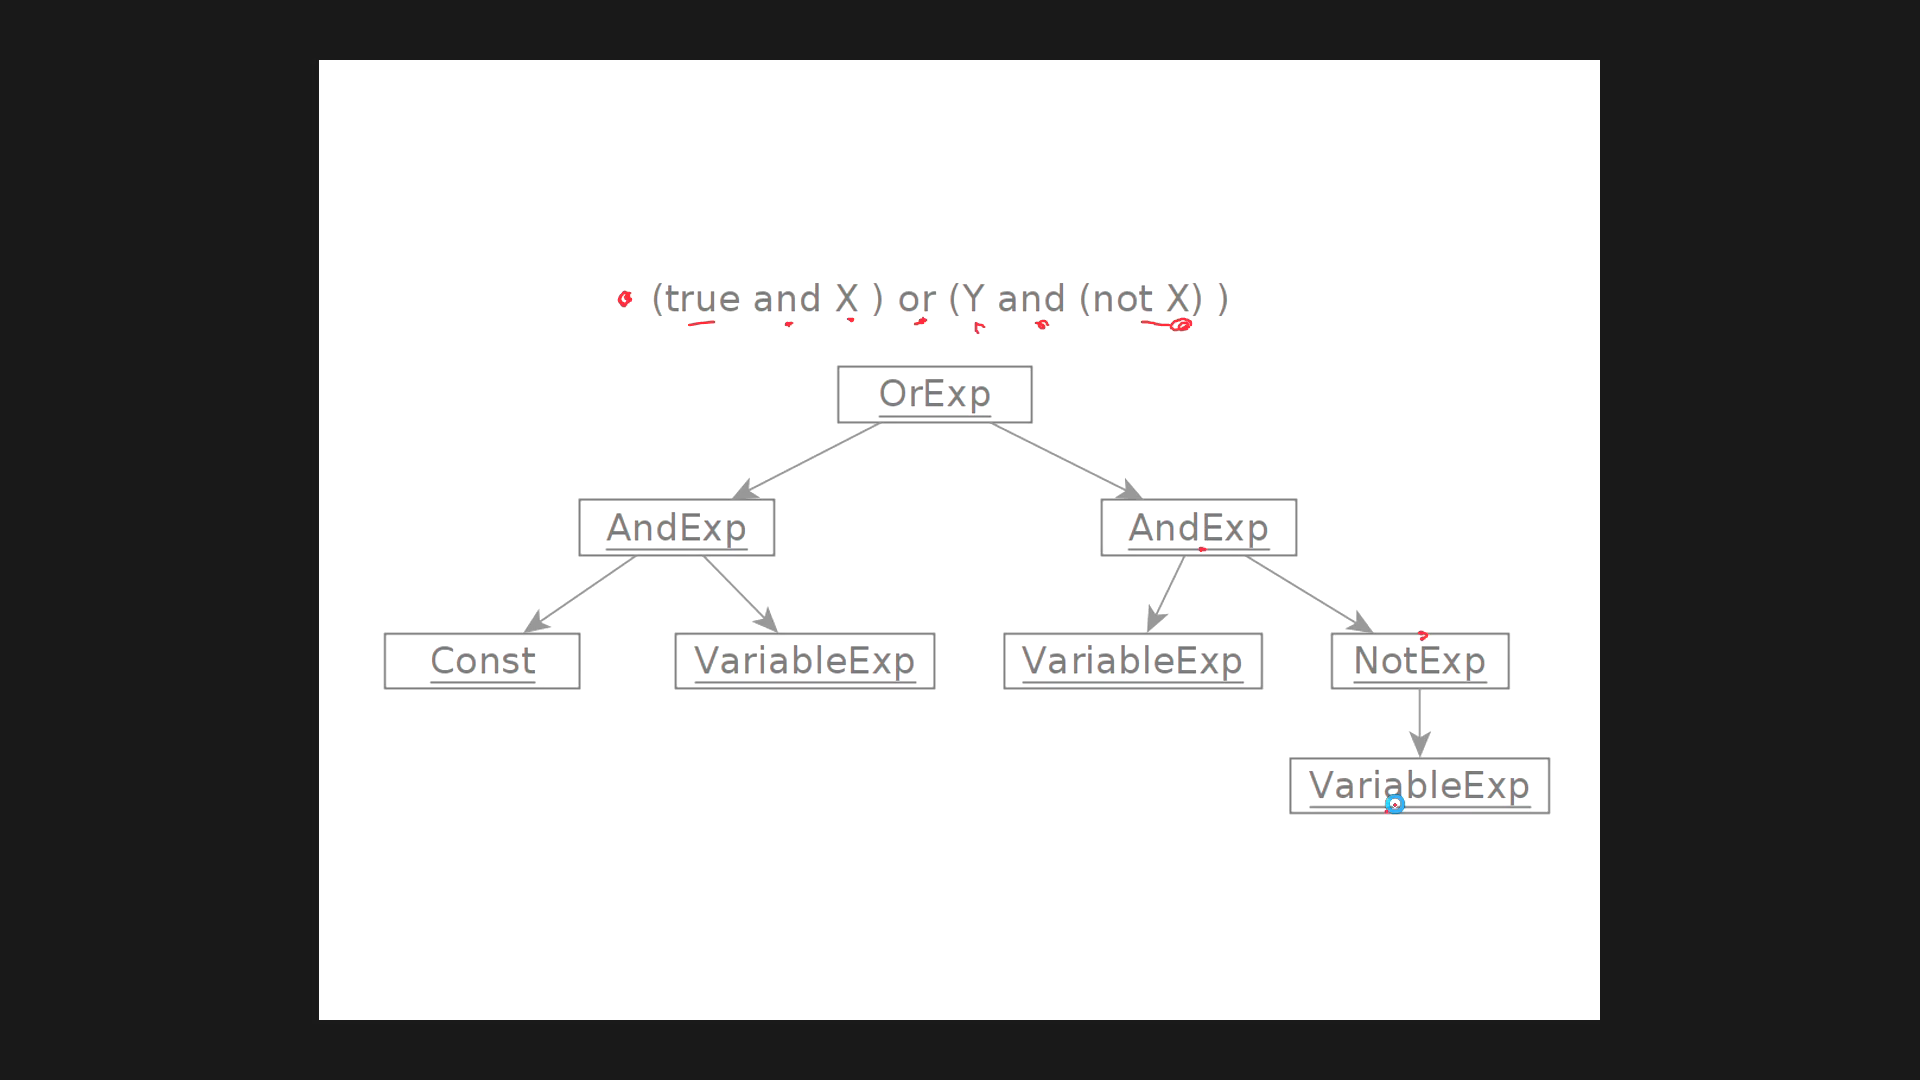 (true and X ) or (Y and (not X) )
OrExp
AndExp AndExp
Const VariableExp VariableExp NotExp
VariableExp